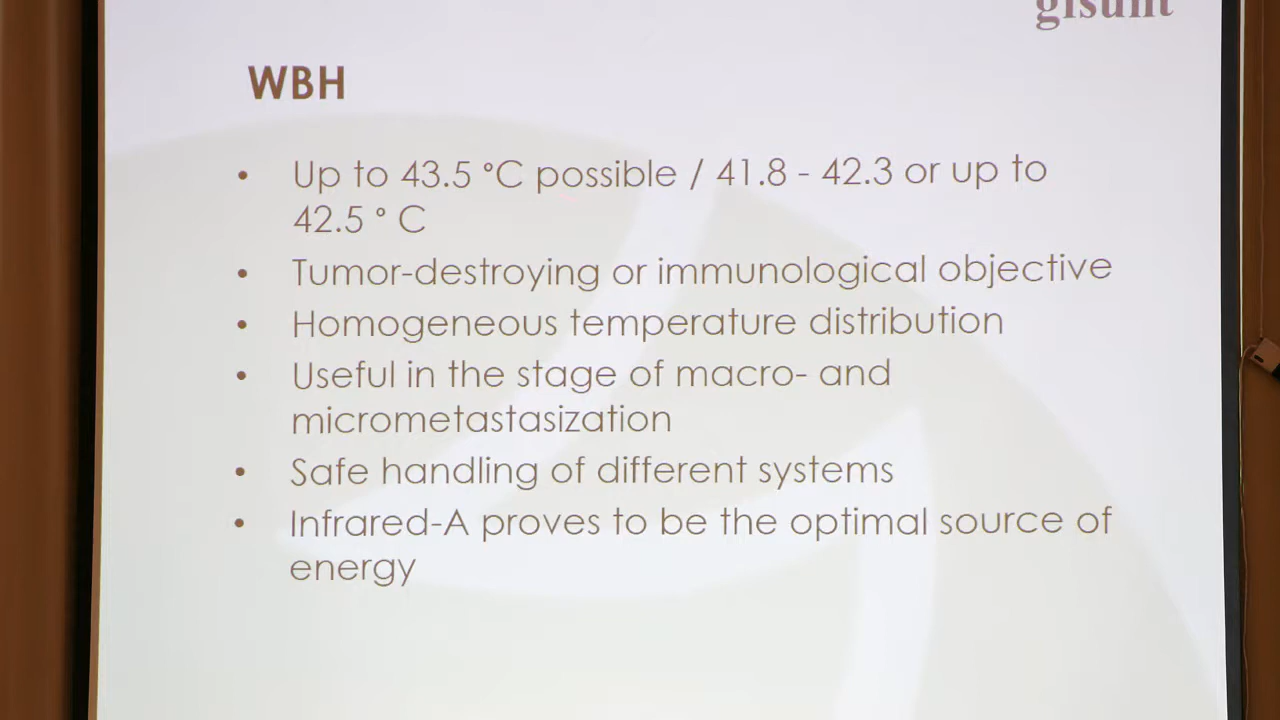 gisunt
WBH
• Up to 43.5 °C possible / 41.8 - 42.3 or up to
42.5 ° C
• Tumor-destroying or immunological objective
• Homogeneous temperature distribution
• Useful in the stage of macro- and
micrometastasization
• Safe handling of different systems
• Infrared-A proves to be the optimal source of
energy